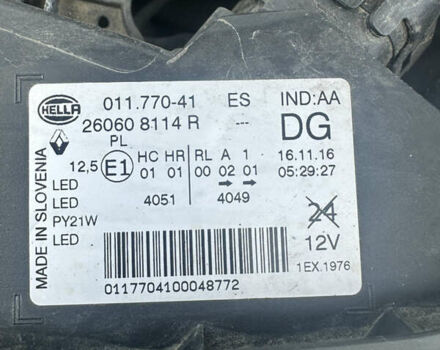 HELLA
011.770-41 ES IND:AA
26060 8114 R --- DG
PL
12,5 E1 HC HR RL A 1 16.11.16
01 01 00 02 01 05:29:27
LED
LED 4051 4049 24
PY21W
LED 12V
MADE IN SLOVENIA
1EX.1976
0117704100048772